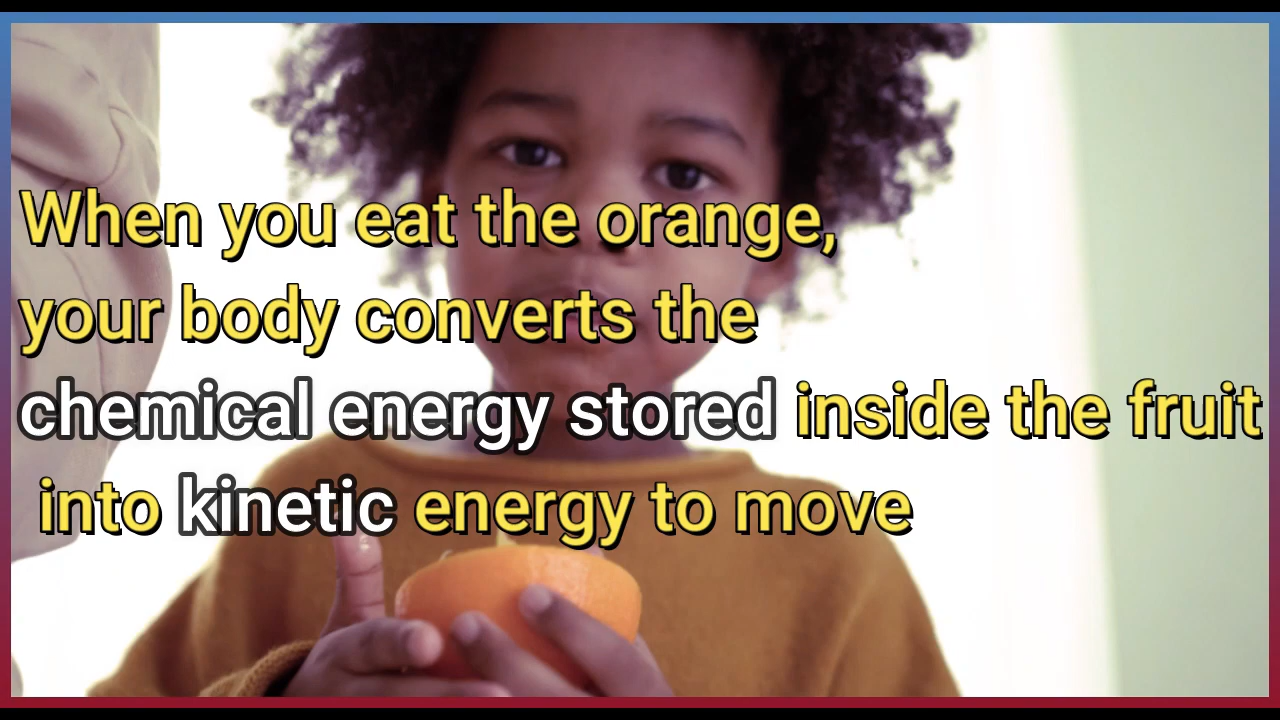 When you eat the orange,
your body converts the
chemical energy stored inside the fruit
into kinetic energy to move